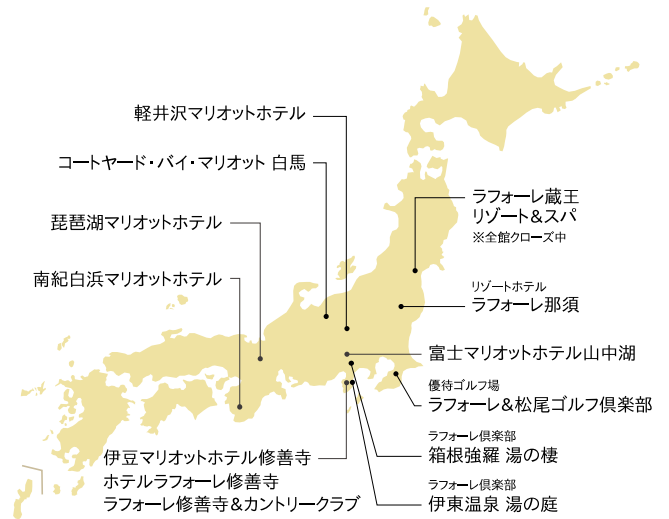 軽井沢マリオットホテル
コートヤード・バイ・マリオット 白馬
琵琶湖マリオットホテル
南紀白浜マリオットホテル
ラフォーレ蔵王
リゾート&スパ
※全館クローズ中
リゾートホテル
ラフォーレ那須
富士マリオットホテル山中湖
優待ゴルフ場
ラフォーレ&松尾ゴルフ倶楽部
ラフォーレ倶楽部
箱根強羅 湯の棲
ラフォーレ倶楽部
伊東温泉 湯の庭
伊豆マリオットホテル修善寺
ホテルラフォーレ修善寺
ラフォーレ修善寺&カントリークラブ